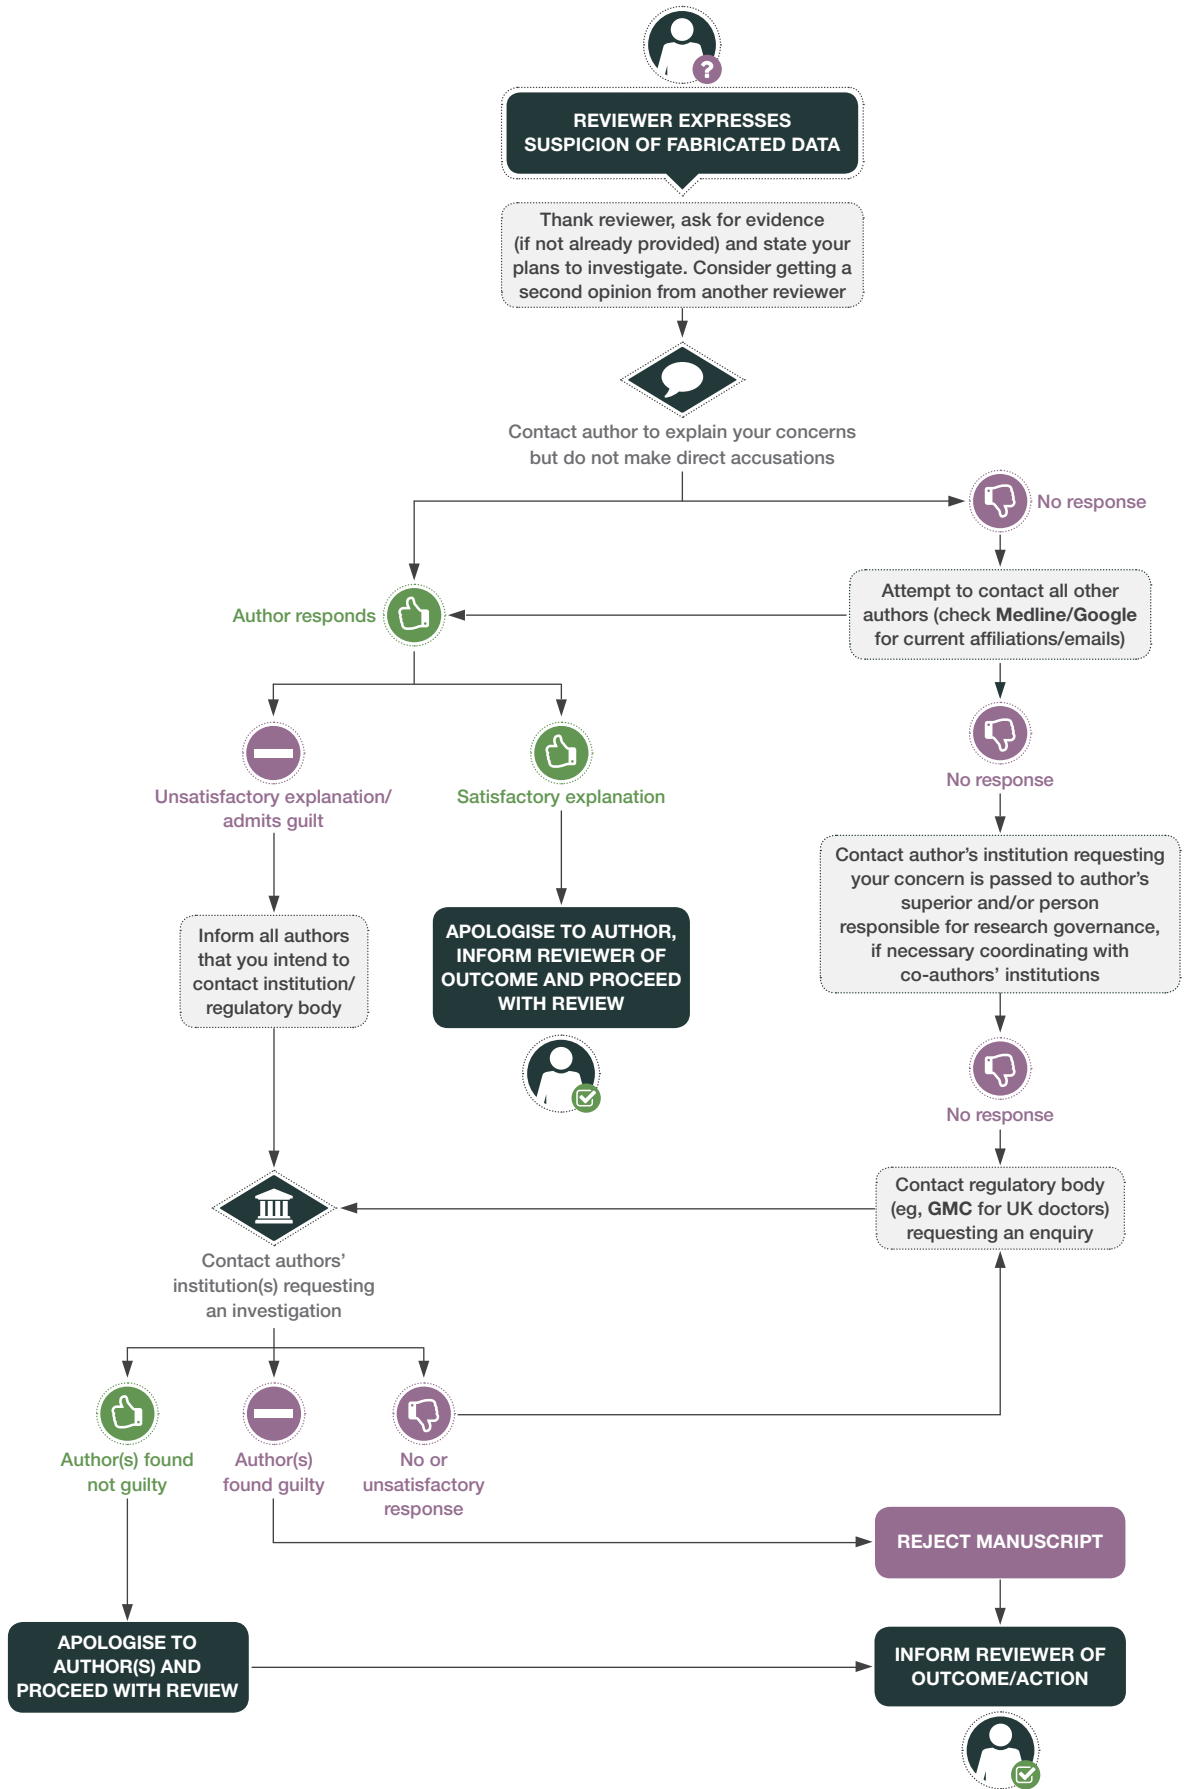 REVIEWER EXPRESSES
SUSPICION OF FABRICATED DATA
Thank reviewer, ask for evidence
(if not already provided) and state your
plans to investigate. Consider getting a
second opinion from another reviewer
Contact author to explain your concerns
but do not make direct accusations
No response
Attempt to contact all other
authors (check Medline/Google
for current affiliations/emails)
Author responds
No response
Unsatisfactory explanation/
admits guilt
Satisfactory explanation
Contact author’s institution requesting
your concern is passed to author’s
superior and/or person
responsible for research governance,
if necessary coordinating with
co-authors’ institutions
Inform all authors
that you intend to
contact institution/
regulatory body
APOLOGISE TO AUTHOR,
INFORM REVIEWER OF
OUTCOME AND PROCEED
WITH REVIEW
No response
Contact regulatory body
(eg, GMC for UK doctors)
requesting an enquiry
Contact authors’
institution(s) requesting
an investigation
Author(s) found
not guilty
Author(s)
found guilty
No or
unsatisfactory
response
REJECT MANUSCRIPT
APOLOGISE TO
AUTHOR(S) AND
PROCEED WITH REVIEW
INFORM REVIEWER OF
OUTCOME/ACTION